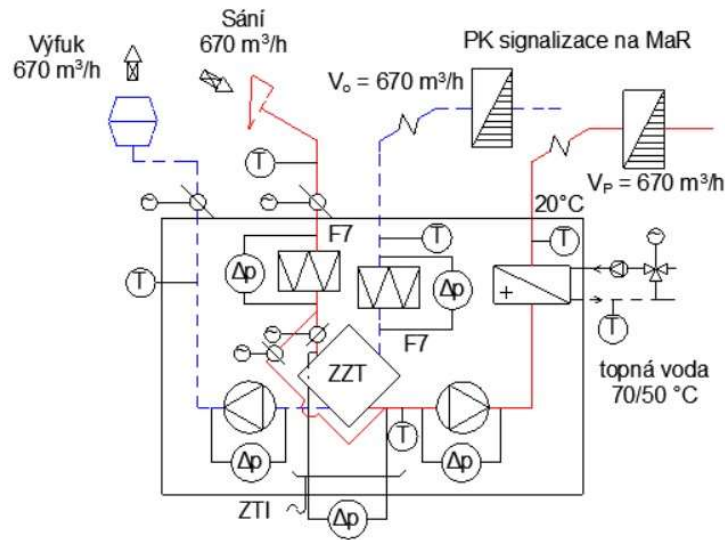 Sání
670 m³/h
Výfuk
670 m³/h
PK signalizace na MaR
Vₒ = 670 m³/h
V_P = 670 m³/h
T
20°C
F7
T
T
Δp
Δp
T
+
F7
T
ZZT
topná voda
70/50 °C
T
Δp
Δp
ZTI
Δp